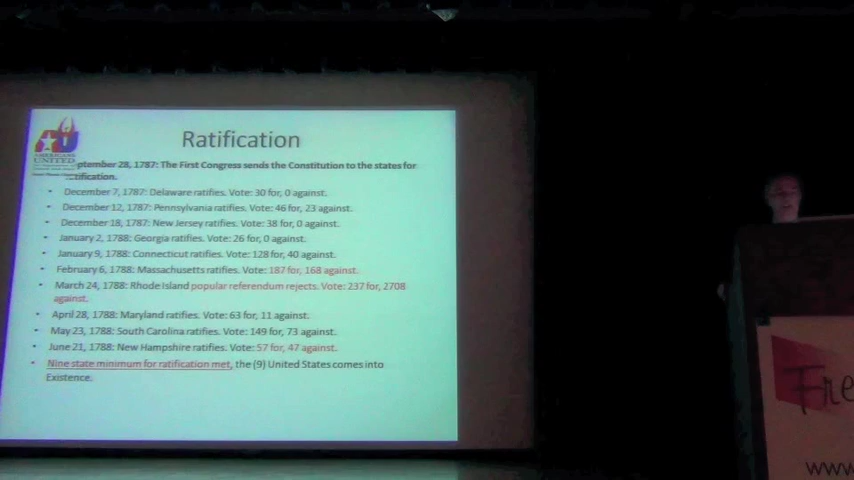 Ratification
AMERICANS
UNITED
ptember 28, 1787: The First Congress sends the Constitution to the states for
tification.
• December 7, 1787: Delaware ratifies. Vote: 30 for, 0 against.
• December 12, 1787: Pennsylvania ratifies. Vote: 46 for, 23 against.
• December 18, 1787: New Jersey ratifies. Vote: 38 for, 0 against.
• January 2, 1788: Georgia ratifies. Vote: 26 for, 0 against.
• January 9, 1788: Connecticut ratifies. Vote: 128 for, 40 against.
• February 6, 1788: Massachusetts ratifies. Vote: 187 for, 168 against.
• March 24, 1788: Rhode Island popular referendum rejects. Vote: 237 for, 2708
against.
• April 28, 1788: Maryland ratifies. Vote: 63 for, 11 against.
• May 23, 1788: South Carolina ratifies. Vote: 149 for, 73 against.
• June 21, 1788: New Hampshire ratifies. Vote: 57 for, 47 against.
• Nine state minimum for ratification met, the (9) United States comes into
Existence.
Fre
www.